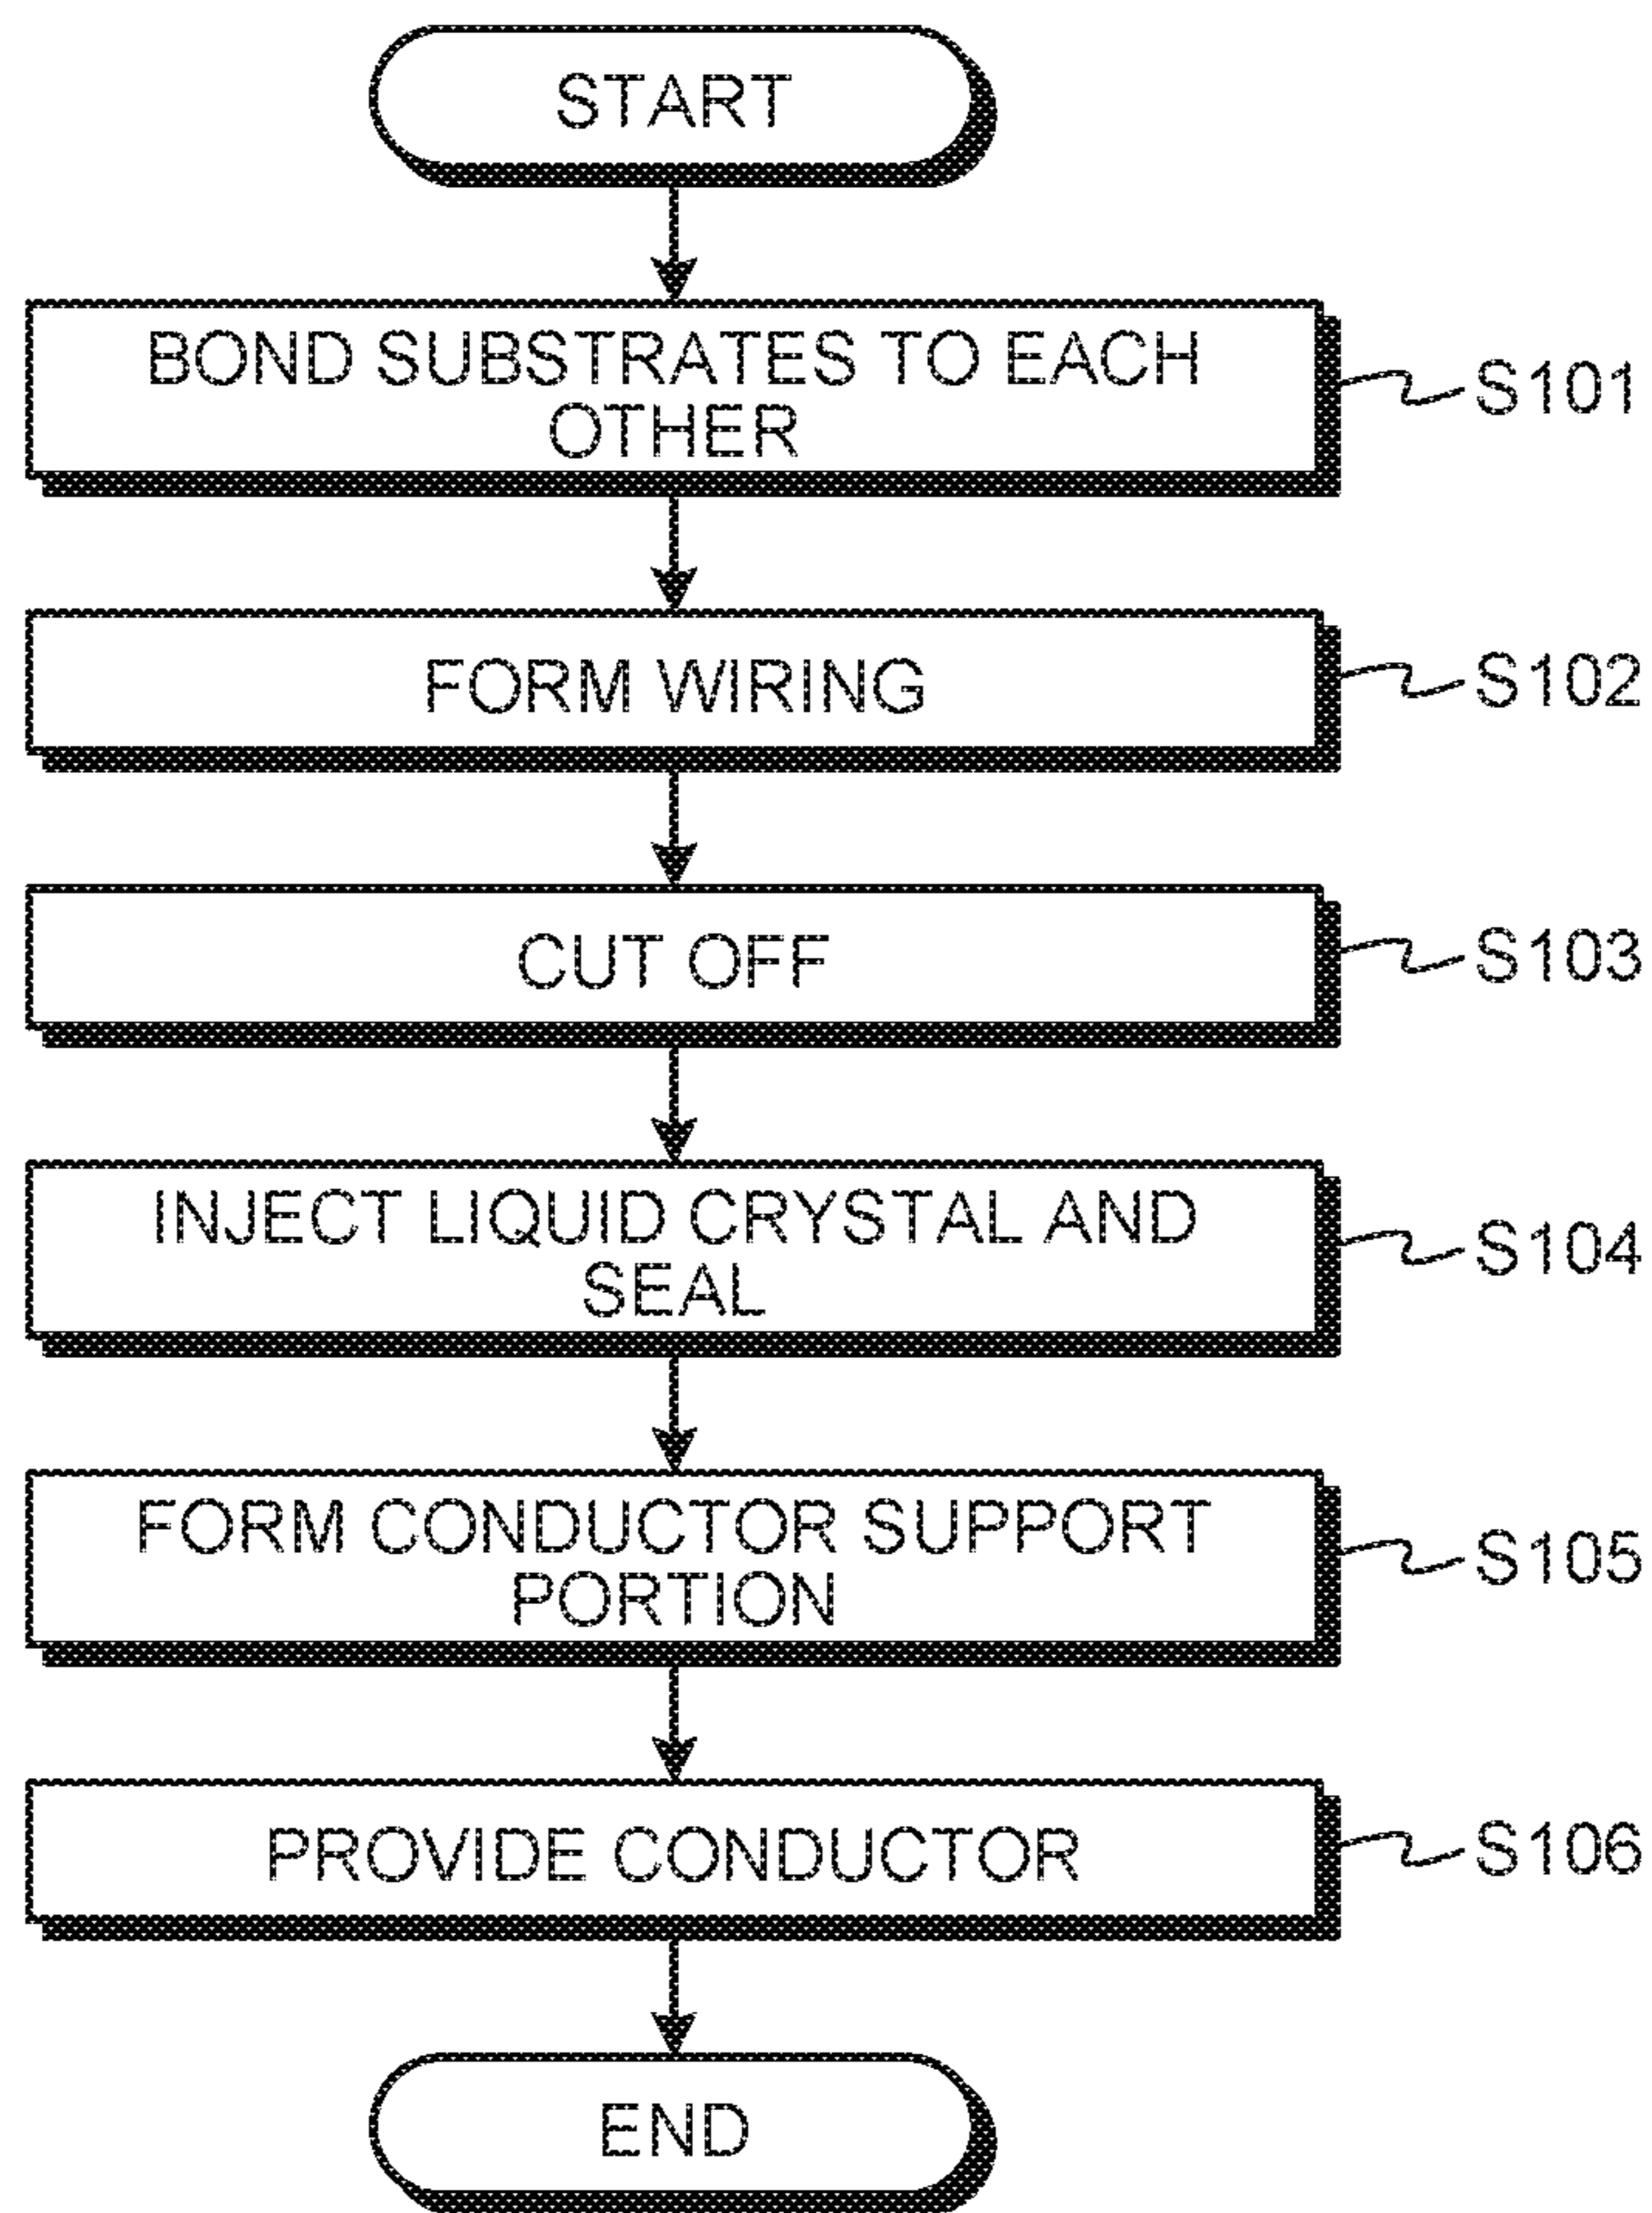 START
BOND SUBSTRATES TO EACH
OTHER
S101
FORM WIRING
S102
CUT OFF
S103
INJECT LIQUID CRYSTAL AND
SEAL
S104
FORM CONDUCTOR SUPPORT
PORTION
S105
PROVIDE CONDUCTOR
S106
END